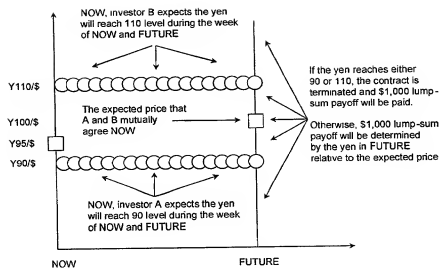 NOW, investor B expects the yen
will reach 110 level during the week
of NOW and FUTURE
Y110/$
Y100/$
Y95/$
Y90/$
The expected price that
A and B mutually
agree NOW
If the yen reaches either
90 or 110, the contract is
terminated and $1,000 lump-
sum payoff will be paid.
Otherwise, $1,000 lump-sum
payoff will be determined
by the yen in FUTURE
relative to the expected price
NOW, investor A expects the yen
will reach 90 level during the week
of NOW and FUTURE
NOW
FUTURE